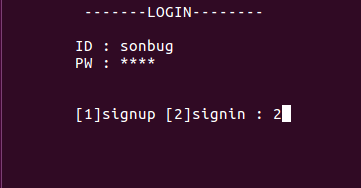 -------LOGIN--------
ID : sonbug
PW : ****
[1]signup [2]signin : 2